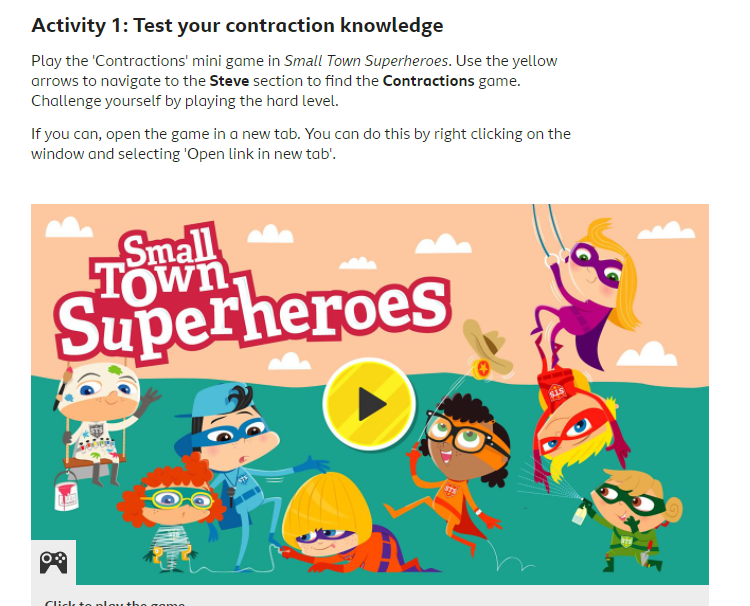 Activity 1: Test your contraction knowledge
Play the 'Contractions' mini game in Small Town Superheroes. Use the yellow
arrows to navigate to the Steve section to find the Contractions game.
Challenge yourself by playing the hard level.
If you can, open the game in a new tab. You can do this by right clicking on the
window and selecting 'Open link in new tab'.
Small
Town
Superheroes
STS
STS
Click to play the game